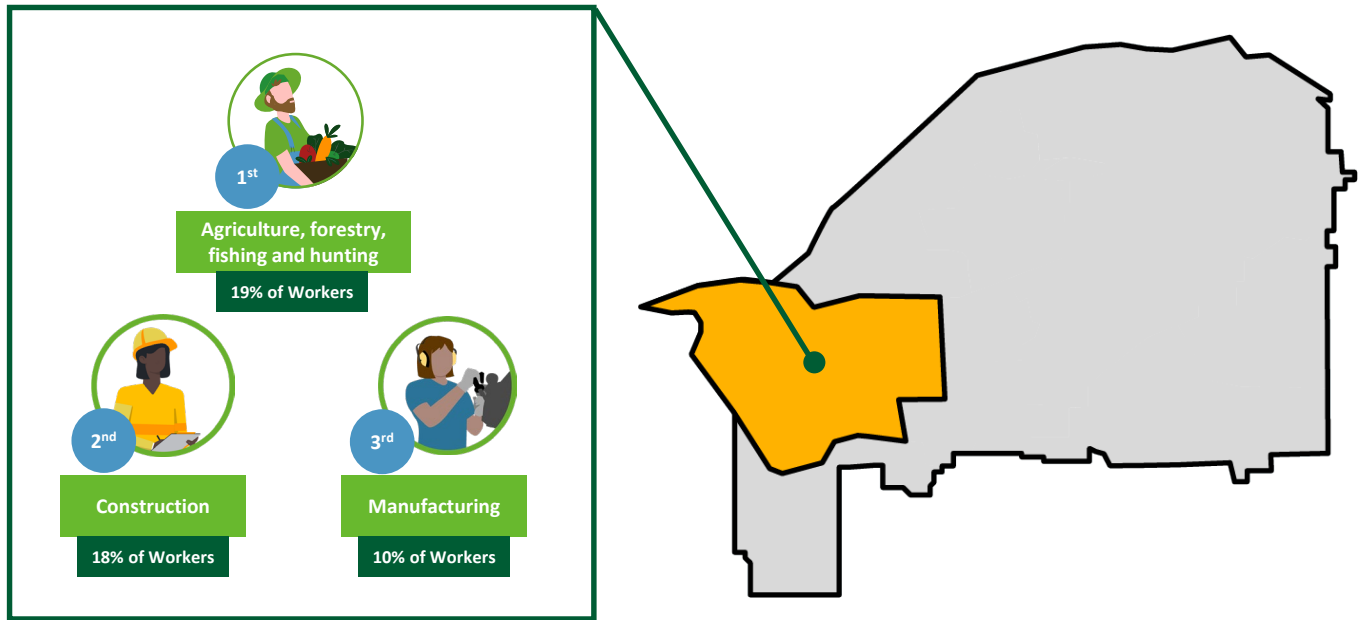 1st
Agriculture, forestry,
fishing and hunting
19% of Workers
2nd
Construction
18% of Workers
3rd
Manufacturing
10% of Workers